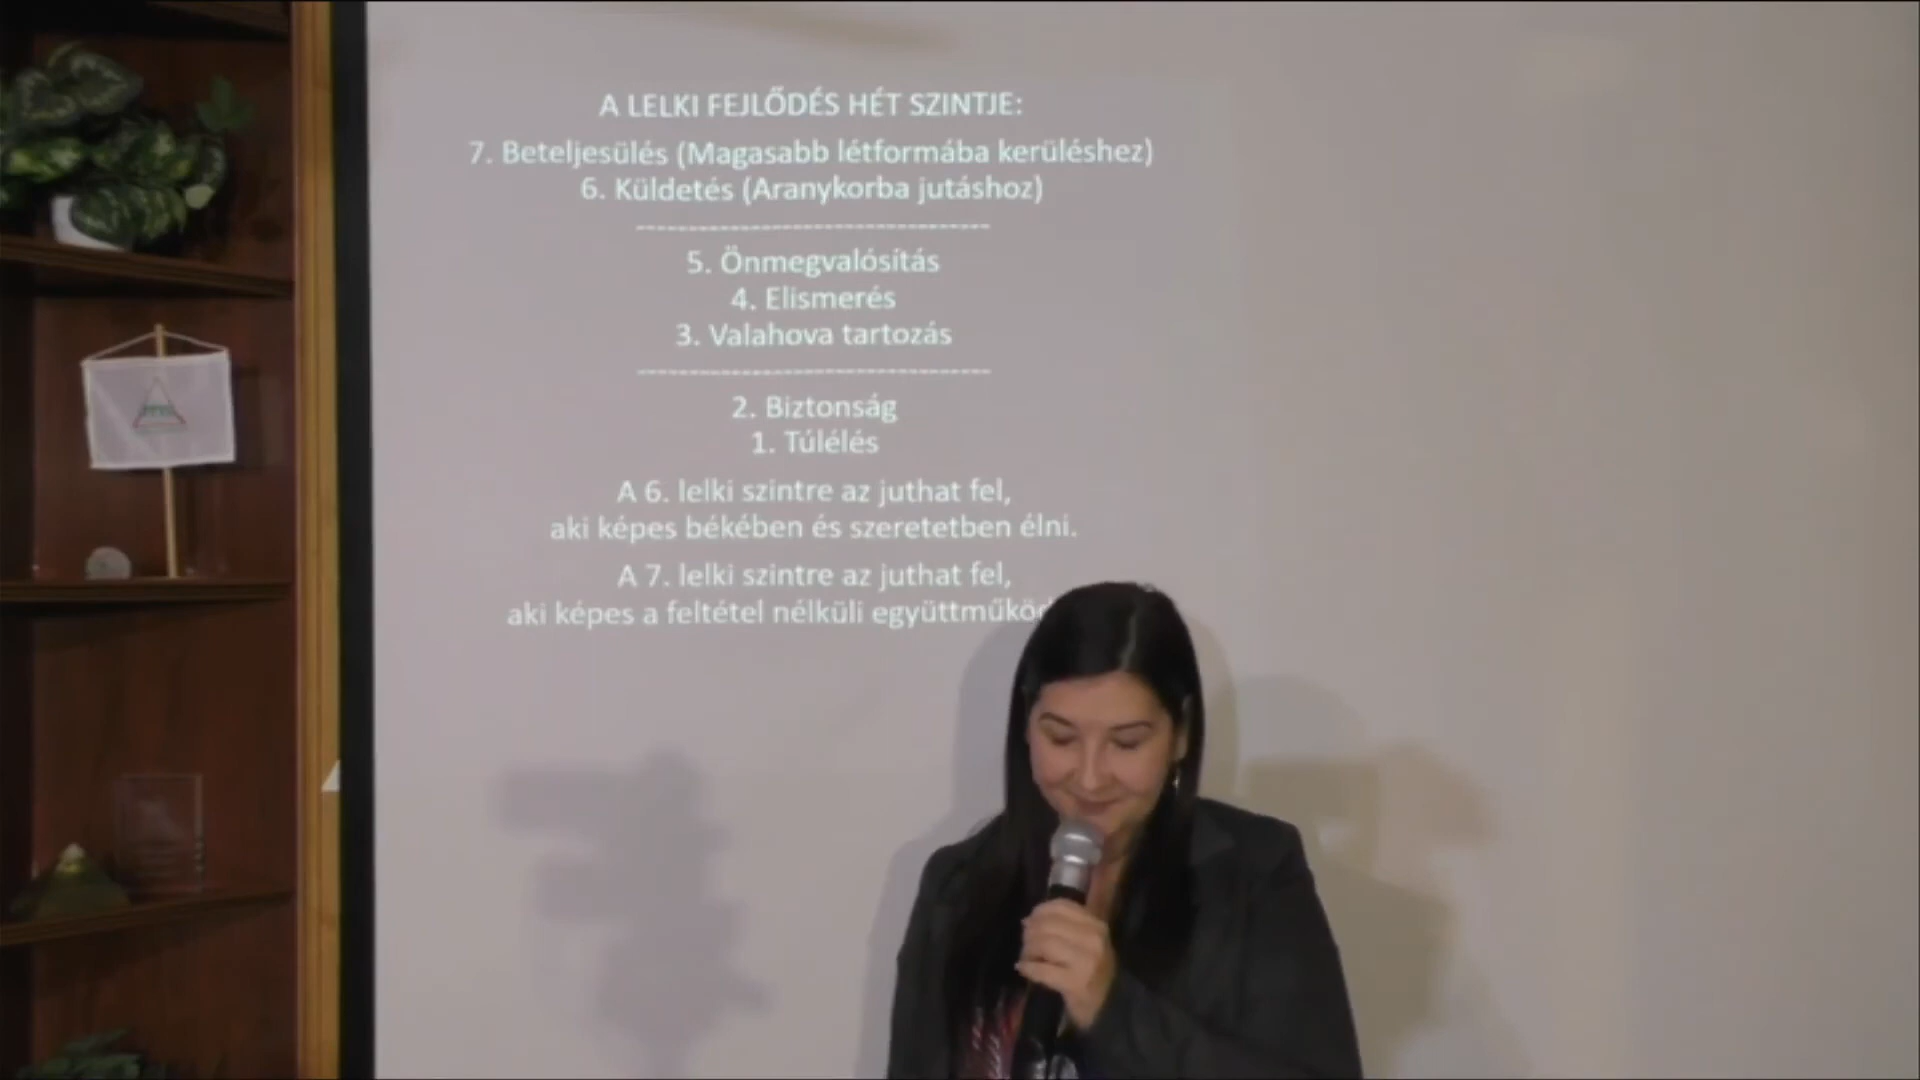 A LELKI FEJLŐDÉS HÉT SZINTJE:
7. Beteljesülés (Magasabb létformába kerüléshez)
6. Küldetés (Aranykorba jutáshoz)
--------------------------------
5. Önmegvalósítás
4. Elismerés
3. Valahova tartozás
--------------------------------
2. Biztonság
1. Túlélés
A 6. lelki szintre az juthat fel,
aki képes békében és szeretetben élni.
A 7. lelki szintre az juthat fel,
aki képes a feltétel nélküli